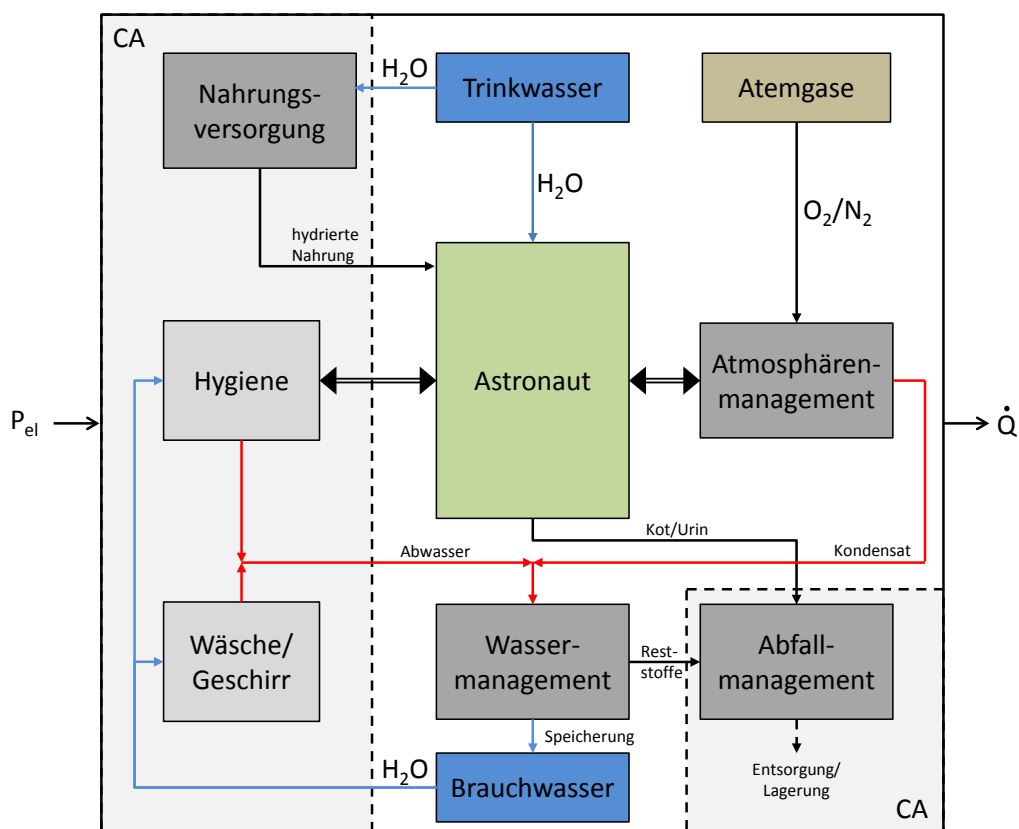 CA
Nahrungs-
versorgung
H₂O
Trinkwasser
Atemgase
H₂O
O₂/N₂
hydrierte
Nahrung
Hygiene
Astronaut
Atmosphären-
management
P_el
Q̇
Kot/Urin
Abwasser
Kondensat
Wäsche/
Geschirr
Wasser-
management
Rest-
stoffe
Abfall-
management
Speicherung
H₂O
Brauchwasser
Entsorgung/
Lagerung
CA